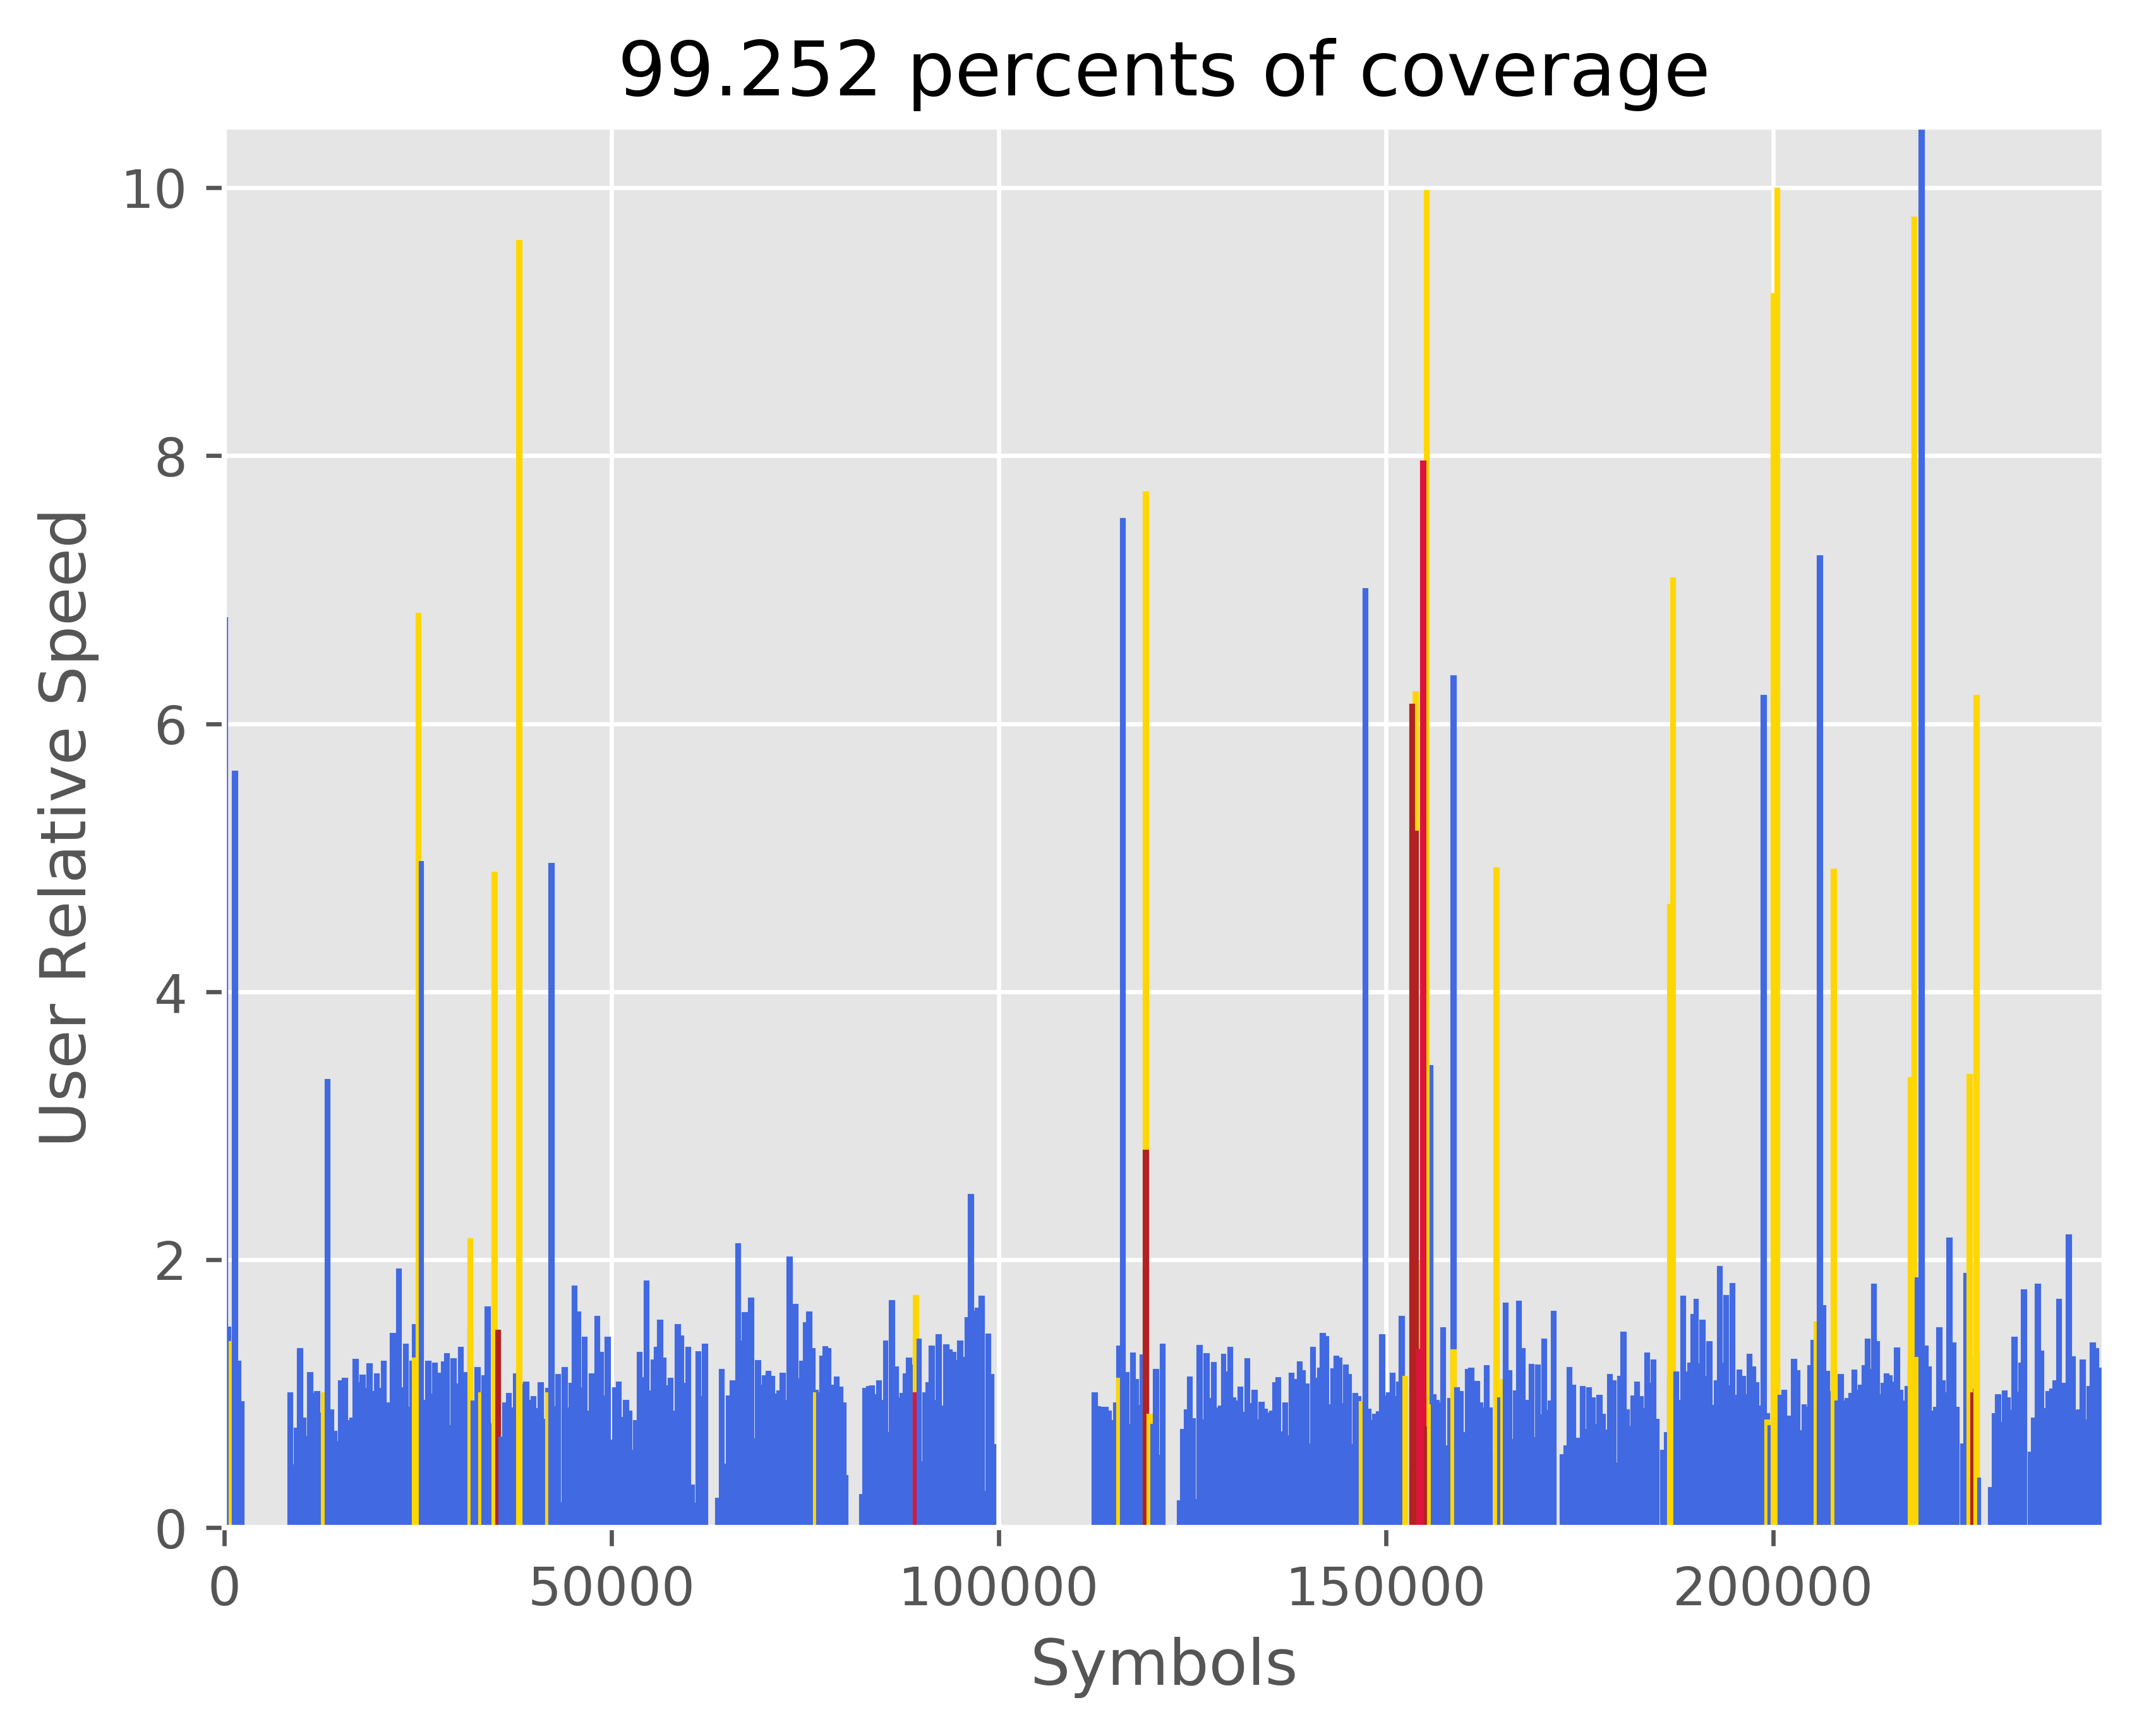 99.252 percents of coverage
User Relative Speed
10
8
6
4
2
0
0 50000 100000 150000 200000
Symbols